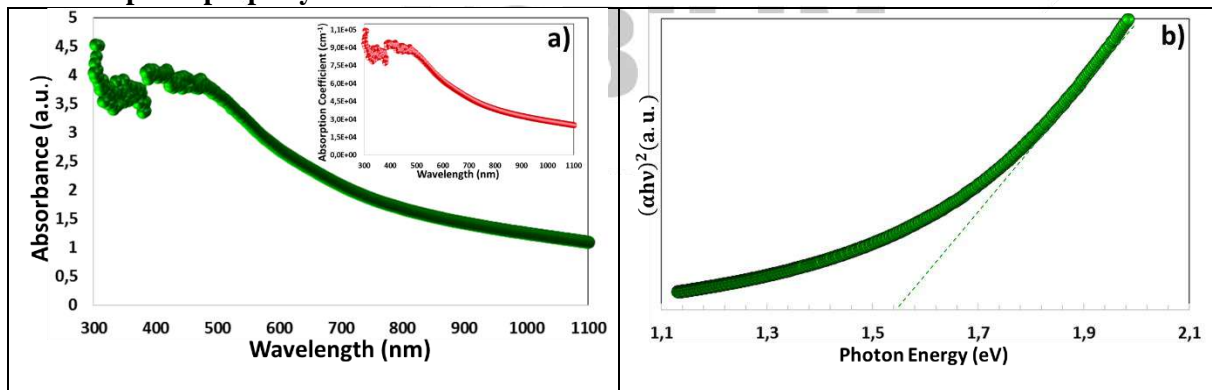 a)
Absorbance (a.u.)
5
4,5
4
3,5
3
2,5
2
1,5
1
0,5
0
300 400 500 600 700 800 900 1000 1100
Wavelength (nm)
Absorption Coefficient (cm⁻¹)
1,1E+05
9,0E+04
7,5E+04
6,0E+04
4,5E+04
3,0E+04
1,5E+04
0,0E+00
300 400 500 600 700 800 900 1000 1100
Wavelength (nm)
b)
(αhν)² (a. u.)
1,1 1,3 1,5 1,7 1,9 2,1
Photon Energy (eV)